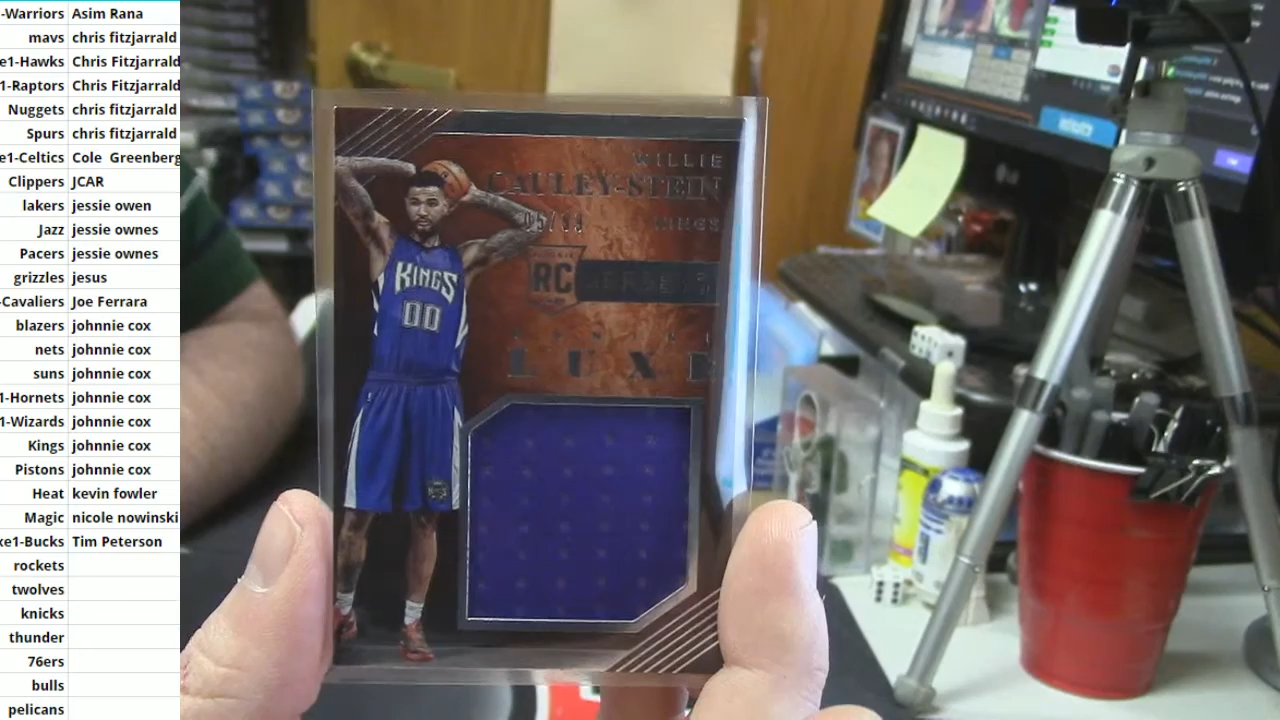 -Warriors Asim Rana
mavs chris fitzjarrald
e1-Hawks Chris Fitzjarrald
1-Raptors Chris Fitzjarrald
Nuggets chris fitzjarrald
Spurs chris fitzjarrald
e1-Celtics Cole Greenberg
Clippers JCAR
lakers jessie owen
Jazz jessie ownes
Pacers jessie ownes
grizzles jesus
-Cavaliers Joe Ferrara
blazers johnnie cox
nets johnnie cox
suns johnnie cox
1-Hornets johnnie cox
1-Wizards johnnie cox
Kings johnnie cox
Pistons johnnie cox
Heat kevin fowler
Magic nicole nowinski
xe1-Bucks Tim Peterson
rockets
twolves
knicks
thunder
76ers
bulls
pelicans
WILLIE
CAULEY-STEIN
KINGS
RC
JERSEYS
LUXE
KINGS
00